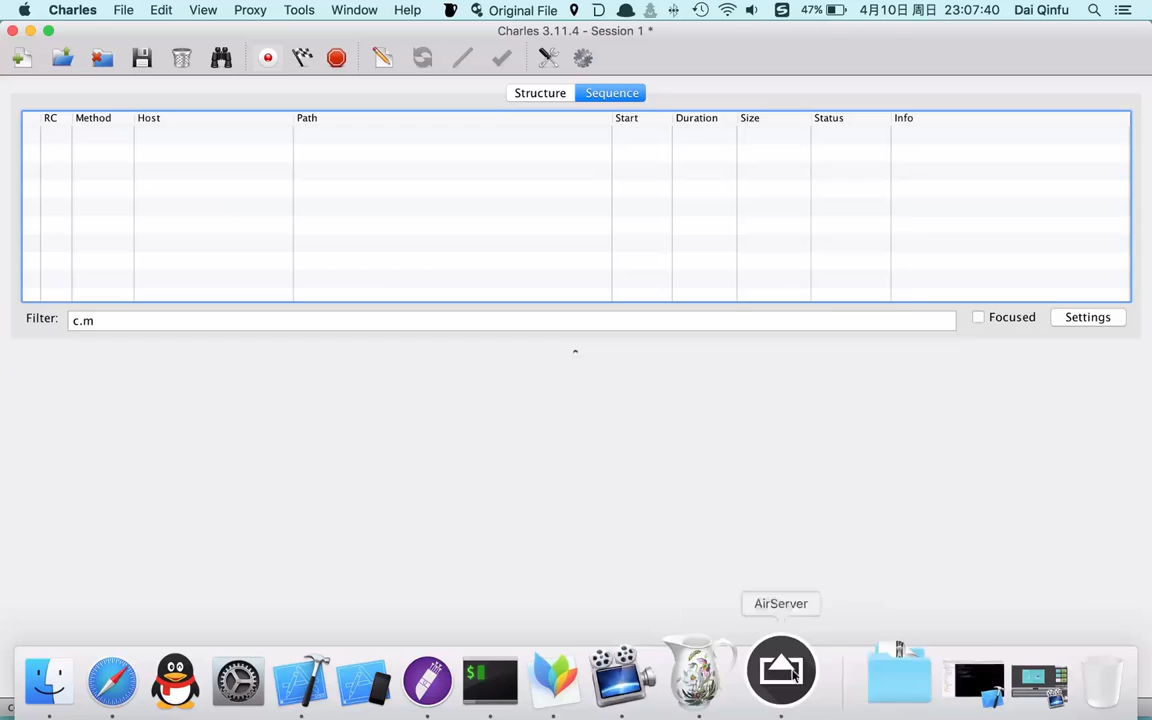 Charles File Edit View Proxy Tools Window Help Original File 47% 4月10日 周日 23:07:40 Dai Qinfu
Charles 3.11.4 - Session 1 *
Structure Sequence
RC Method Host Path Start Duration Size Status Info
Filter: c.m Focused Settings
AirServer